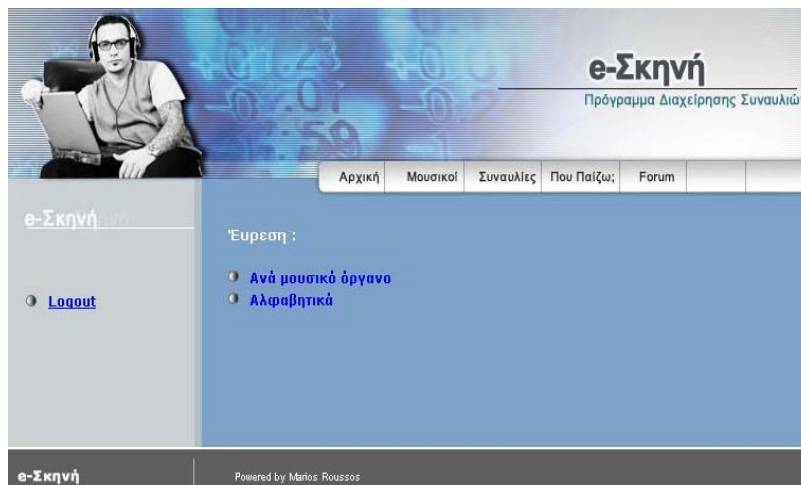 e-Σκηνή
Πρόγραμμα Διαχείρησης Συναυλιώ
Αρχική Μουσικοί Συναυλίες Που Παίζω; Forum
e-Σκηνή
Έυρεση :
Ανά μουσικό όργανο
Αλφαβητικά
Logout
e-Σκηνή
Powered by Marios Roussos